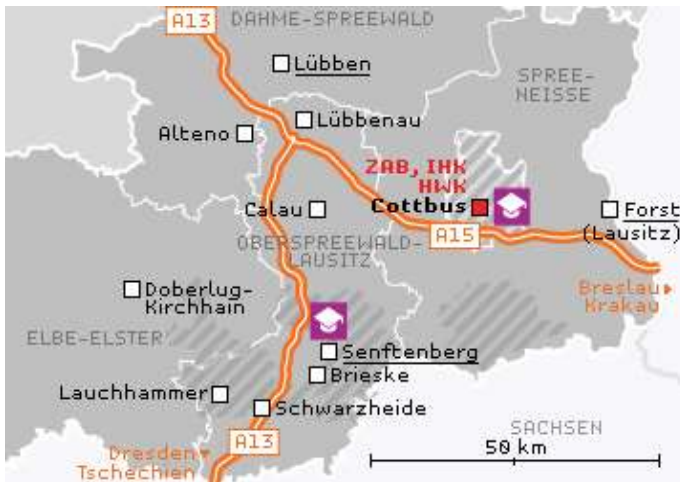 A13
DAHME-SPREEWALD
Lübben
SPREE-
NEISSE
Lübbenau
Alteno
ZAB, IHK
HWK
Cottbus
Calau
Forst
(Lausitz)
A15
OBERSPREEWALD-
LAUSITZ
Breslau
Krakau
Doberlug-
Kirchhain
ELBE-ELSTER
Senftenberg
Brieske
Lauchhammer
Schwarzheide
A13
SACHSEN
50 km
Dresden
Tschechien